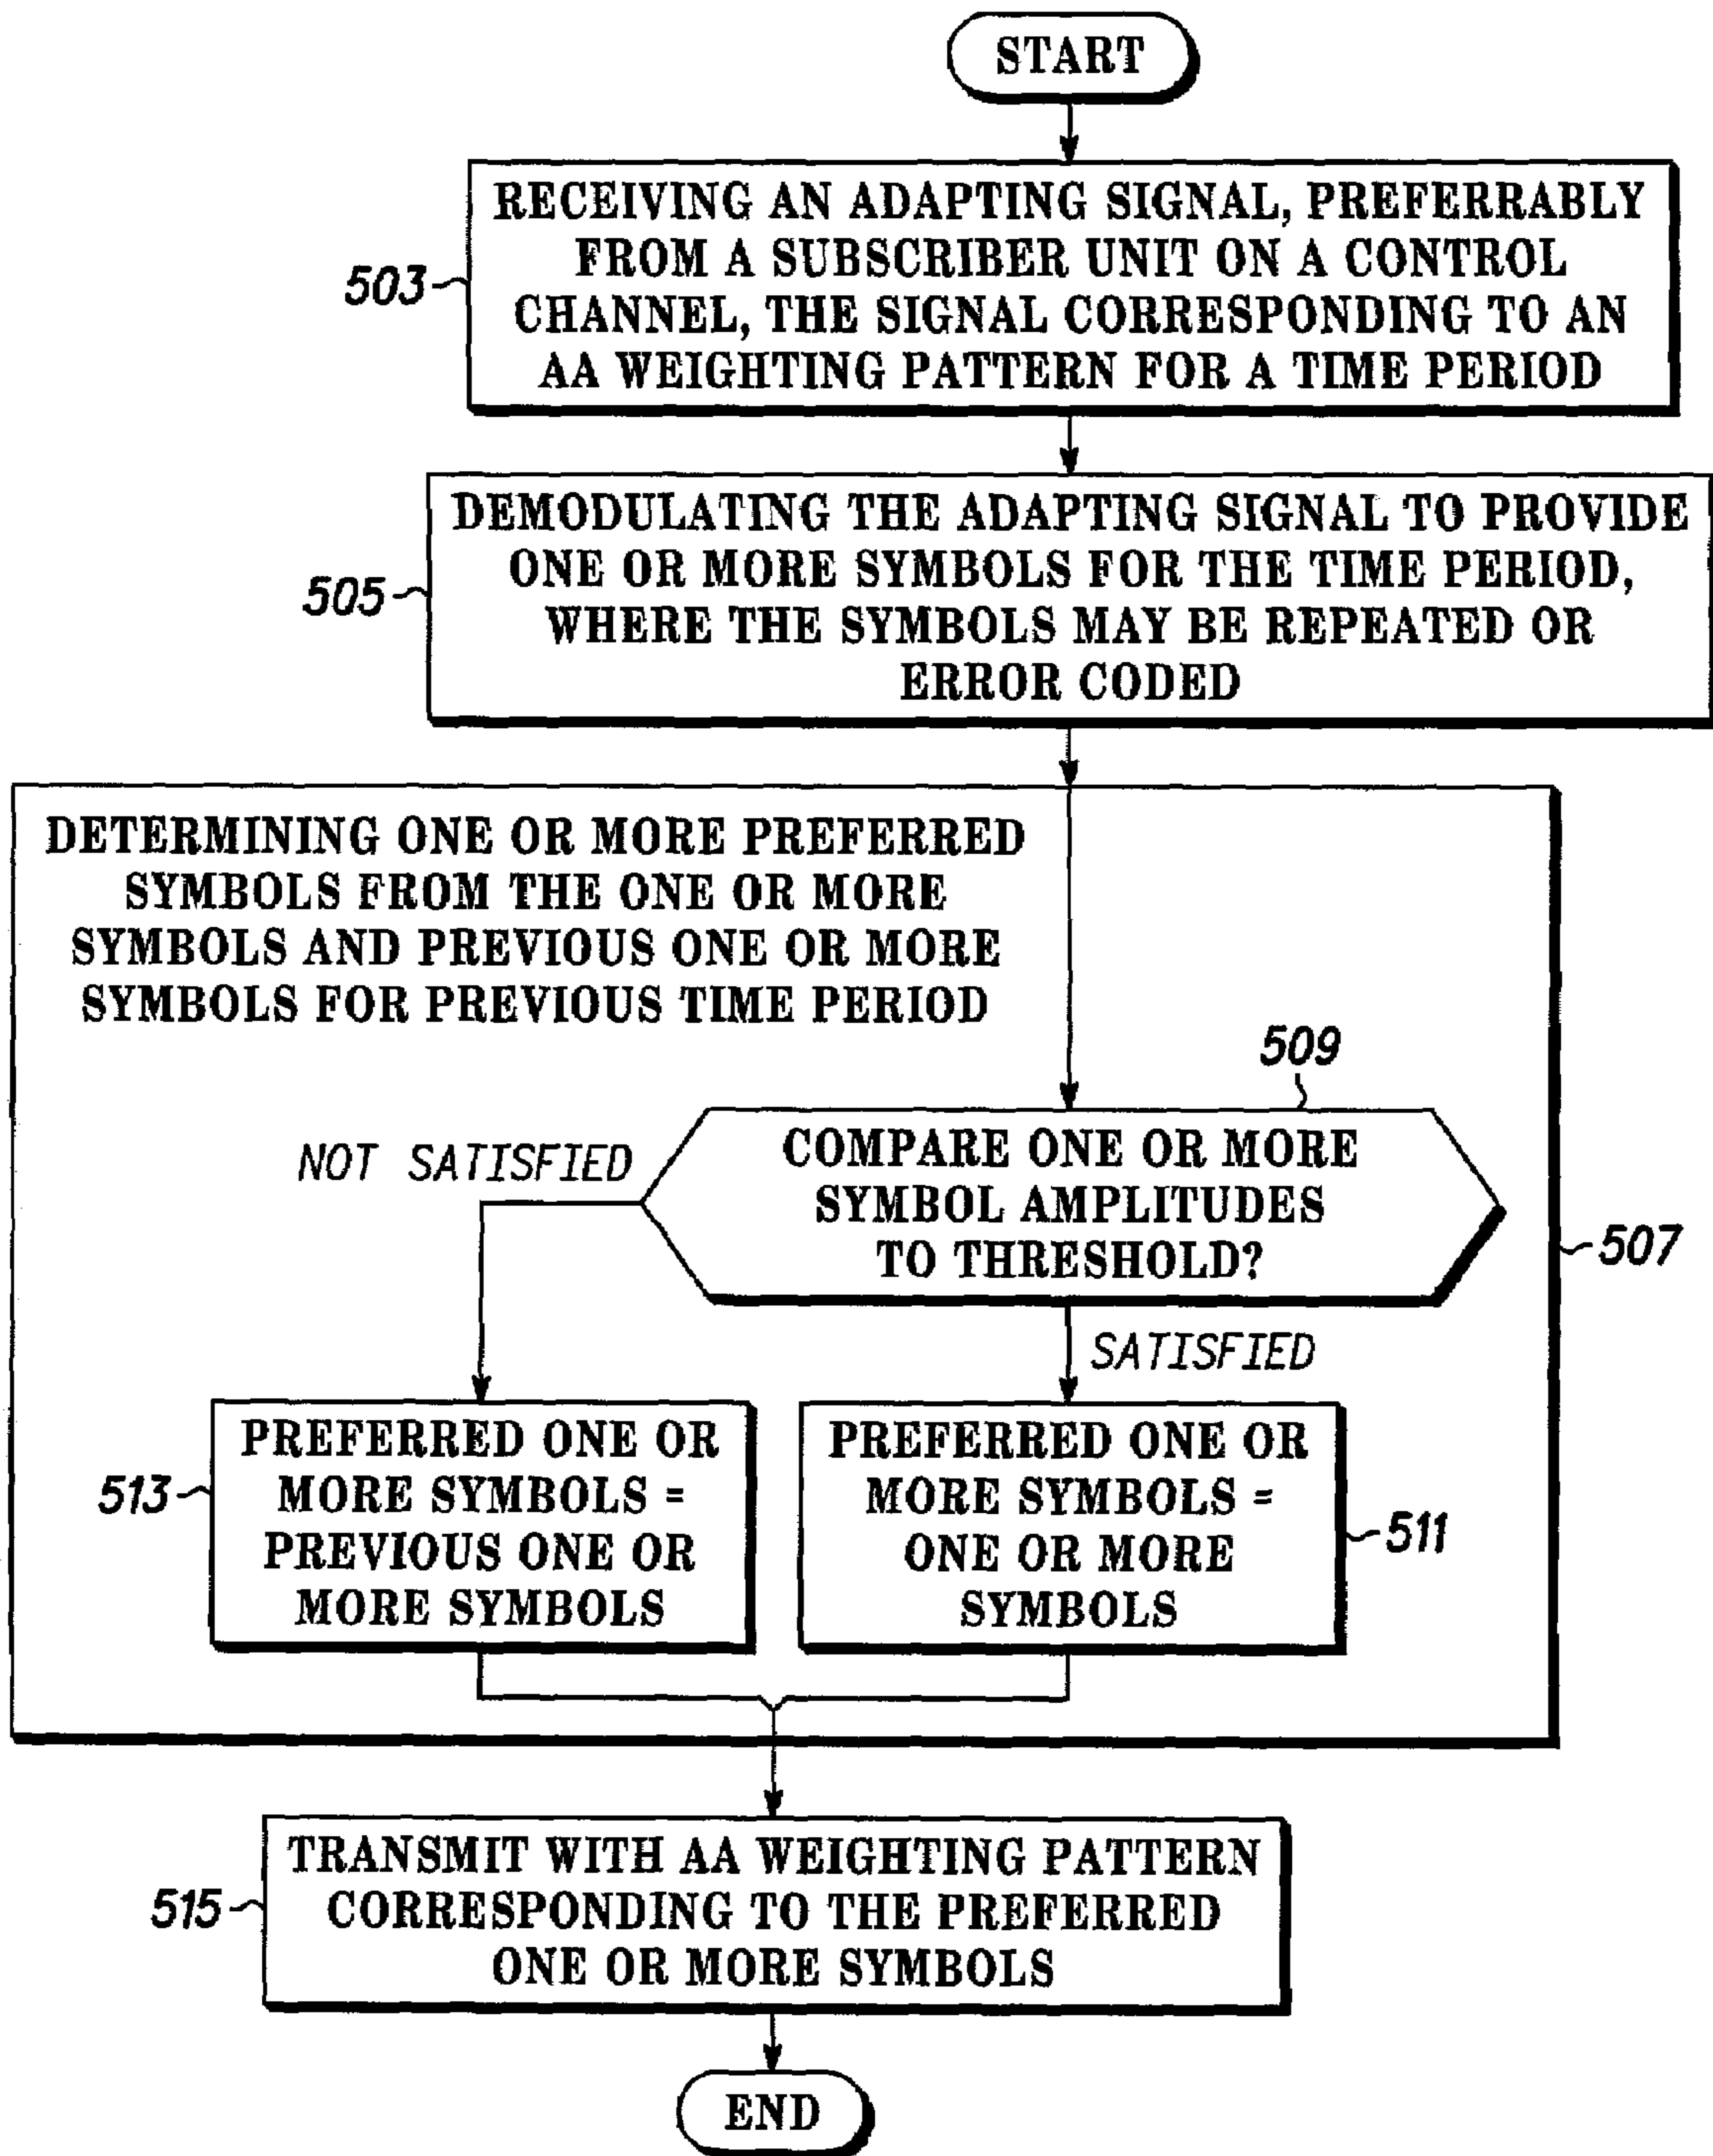 START
RECEIVING AN ADAPTING SIGNAL, PREFERRABLY
FROM A SUBSCRIBER UNIT ON A CONTROL
CHANNEL, THE SIGNAL CORRESPONDING TO AN
AA WEIGHTING PATTERN FOR A TIME PERIOD
503
DEMODULATING THE ADAPTING SIGNAL TO PROVIDE
ONE OR MORE SYMBOLS FOR THE TIME PERIOD,
WHERE THE SYMBOLS MAY BE REPEATED OR
ERROR CODED
505
DETERMINING ONE OR MORE PREFERRED
SYMBOLS FROM THE ONE OR MORE
SYMBOLS AND PREVIOUS ONE OR MORE
SYMBOLS FOR PREVIOUS TIME PERIOD
509
COMPARE ONE OR MORE
SYMBOL AMPLITUDES
TO THRESHOLD?
NOT SATISFIED
507
SATISFIED
PREFERRED ONE OR
MORE SYMBOLS =
PREVIOUS ONE OR
MORE SYMBOLS
513
PREFERRED ONE OR
MORE SYMBOLS =
ONE OR MORE
SYMBOLS
511
TRANSMIT WITH AA WEIGHTING PATTERN
CORRESPONDING TO THE PREFERRED
ONE OR MORE SYMBOLS
515
END